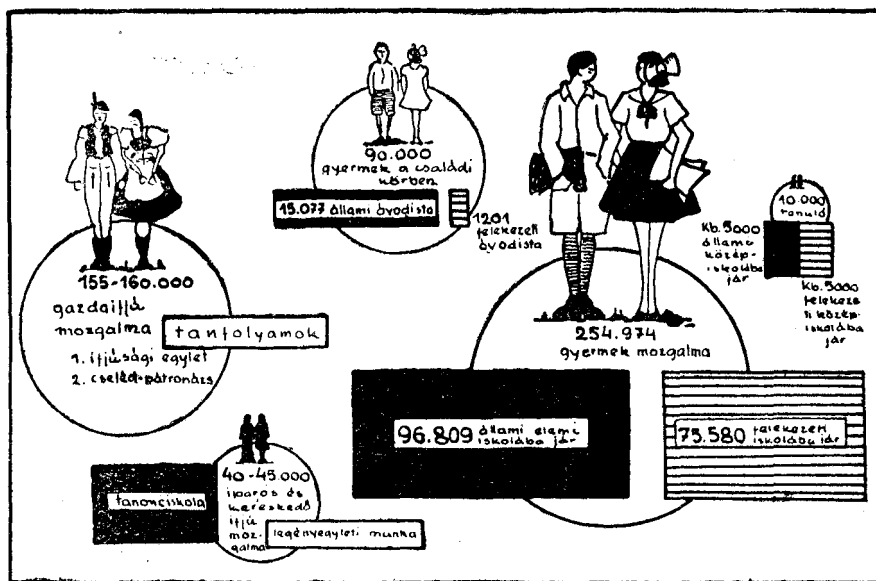 90.000
gyermek a családi
körben
15.077 állami óvodista
1201
felekezeti
óvodista
10.000
tanuló
Kb. 5000
állami
közép-
iskolába
jár
Kb. 5000
felekeze
ti közép-
iskolába
jár
155-160.000
gazdaifjú
mozgalma
1. ifjúsági egylet
2. cseléd-pátronázs
tanfolyamok
254.974
gyermek mozgalma
96.809 állami elemi
iskolába jár
75.580 felekezeti
iskolába jár
40-45.000
iparos és
kereskedő
ifjú
moz-
galma
tanonciskola
legényegyleti munka